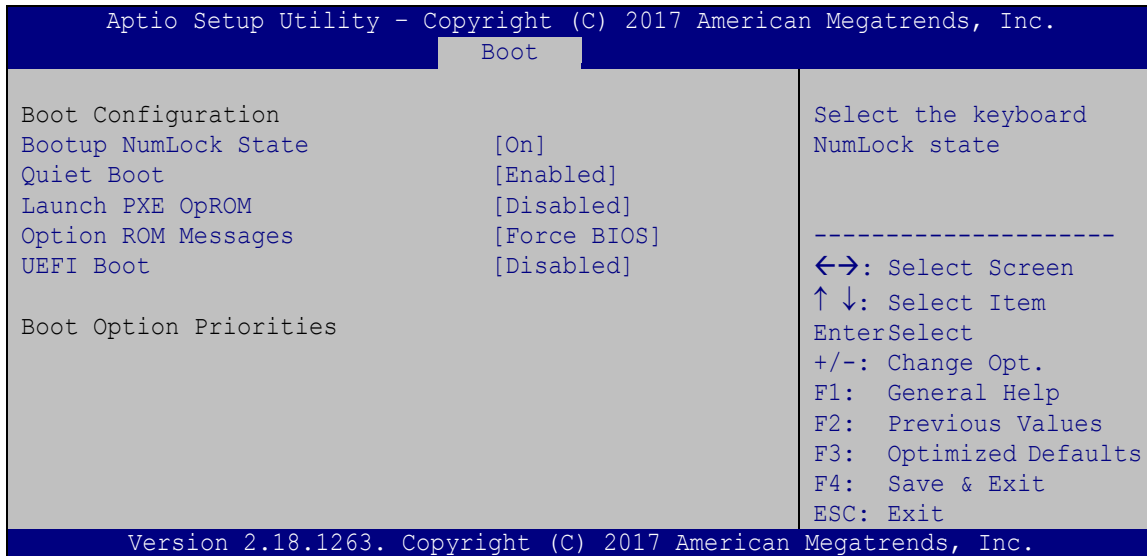 Aptio Setup Utility – Copyright (C) 2017 American Megatrends, Inc.
Boot
Boot Configuration
Bootup NumLock State [On]
Quiet Boot [Enabled]
Launch PXE OpROM [Disabled]
Option ROM Messages [Force BIOS]
UEFI Boot [Disabled]
Boot Option Priorities
Select the keyboard
NumLock state
---------------------
←→: Select Screen
↑ ↓: Select Item
EnterSelect
+/-: Change Opt.
F1: General Help
F2: Previous Values
F3: Optimized Defaults
F4: Save & Exit
ESC: Exit
Version 2.18.1263. Copyright (C) 2017 American Megatrends, Inc.